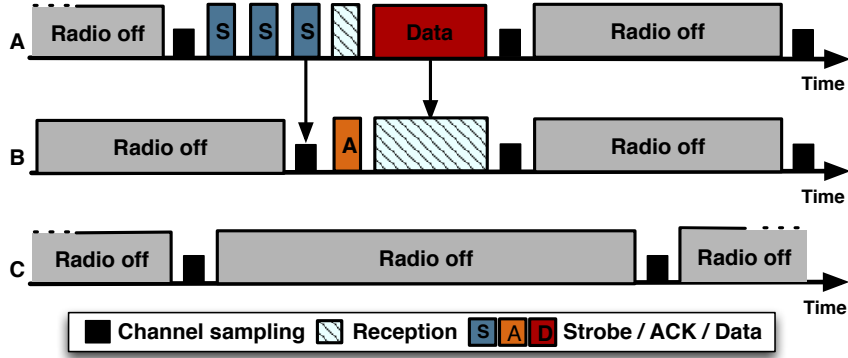 A Radio off S S S Data Radio off
Time
B Radio off A Radio off
Time
C Radio off Radio off Radio off
Time
Channel sampling Reception S A D Strobe / ACK / Data